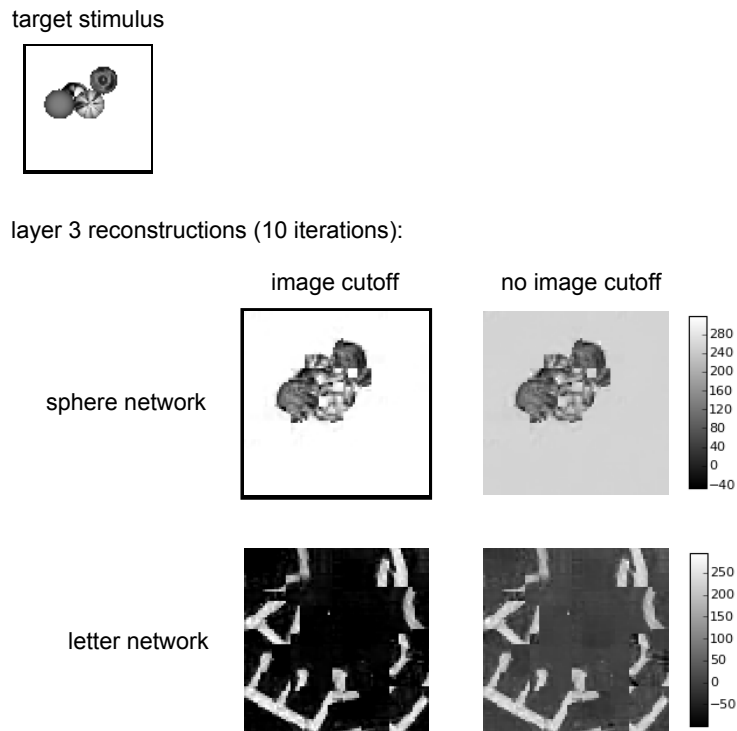 target stimulus
layer 3 reconstructions (10 iterations):
image cutoff
no image cutoff
sphere network
280
240
200
160
120
80
40
0
−40
letter network
250
200
150
100
50
0
−50